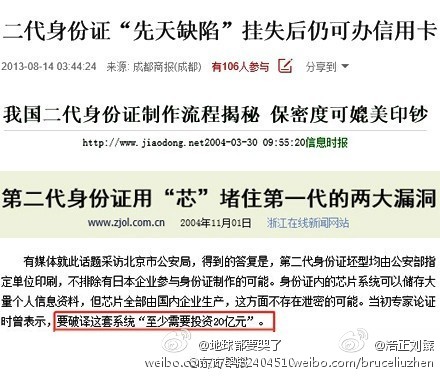 二代身份证“先天缺陷”挂失后仍可办信用卡
2013-08-14 03:44:24 来源: 成都商报(成都) 有106人参与 分享到
我国二代身份证制作流程揭秘 保密度可媲美印钞
http://www.jiaodong.net2004-03-30 09:55:20信息时报
第二代身份证用“芯”堵住第一代的两大漏洞
www.zjol.com.cn 2004年11月01日 浙江在线新闻网站
有媒体就此话题采访北京市公安局，得到的答复是，第二代身份证坯型均由公安部指
定单位印刷，不排除有日本企业参与身份证制作的可能。身份证内的芯片系统可以储存大
量个人信息资料，但芯片全部由国内企业生产，这方面不存在泄密的可能。当初专家论证
时曾表示，要破译这套系统“至少需要投资20亿元”。
@地球都要哭了 @浩正刘熊
weibo.com/bruceliuzhen